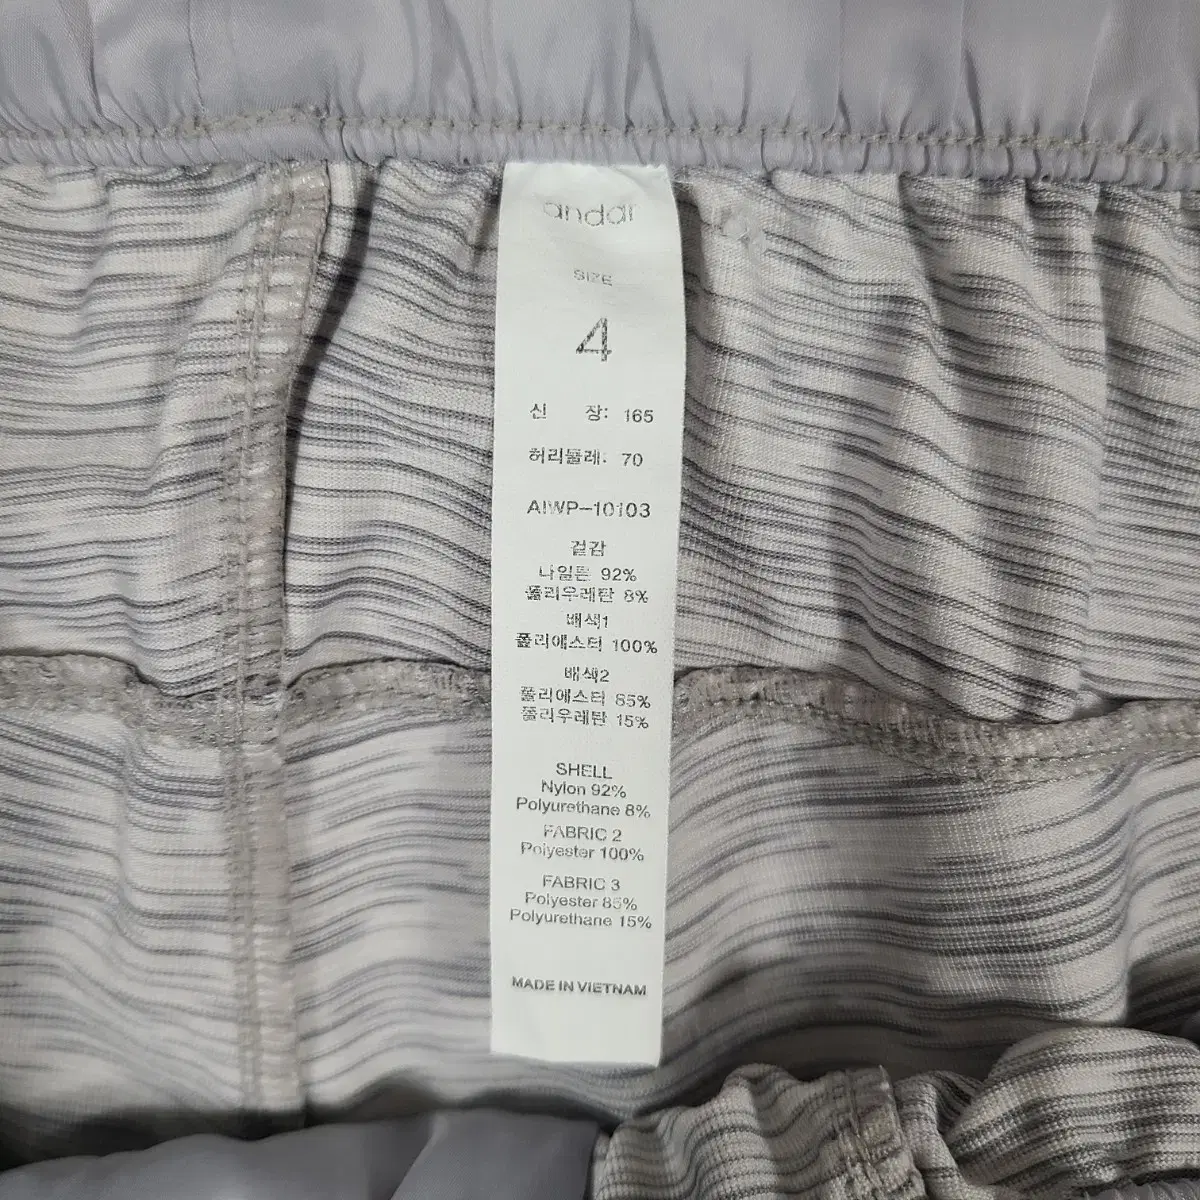 andar
SIZE
4
신 장: 165
허리둘레: 70
AIWP-10103
겉감
나일론 92%
폴리우레탄 8%
배색1
폴리에스터 100%
배색2
폴리에스터 85%
폴리우레탄 15%
SHELL
Nylon 92%
Polyurethane 8%
FABRIC 2
Polyester 100%
FABRIC 3
Polyester 85%
Polyurethane 15%
MADE IN VIETNAM